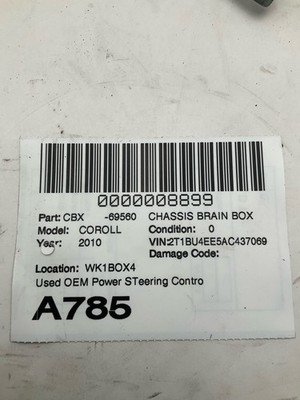 0000008899
Part: CBX -69560 CHASSIS BRAIN BOX
Model: COROLL Condition: 0
Year: 2010 VIN:2T1BU4EE5AC437069
Damage Code:
Location: WK1BOX4
Used OEM Power STeering Contro
A785